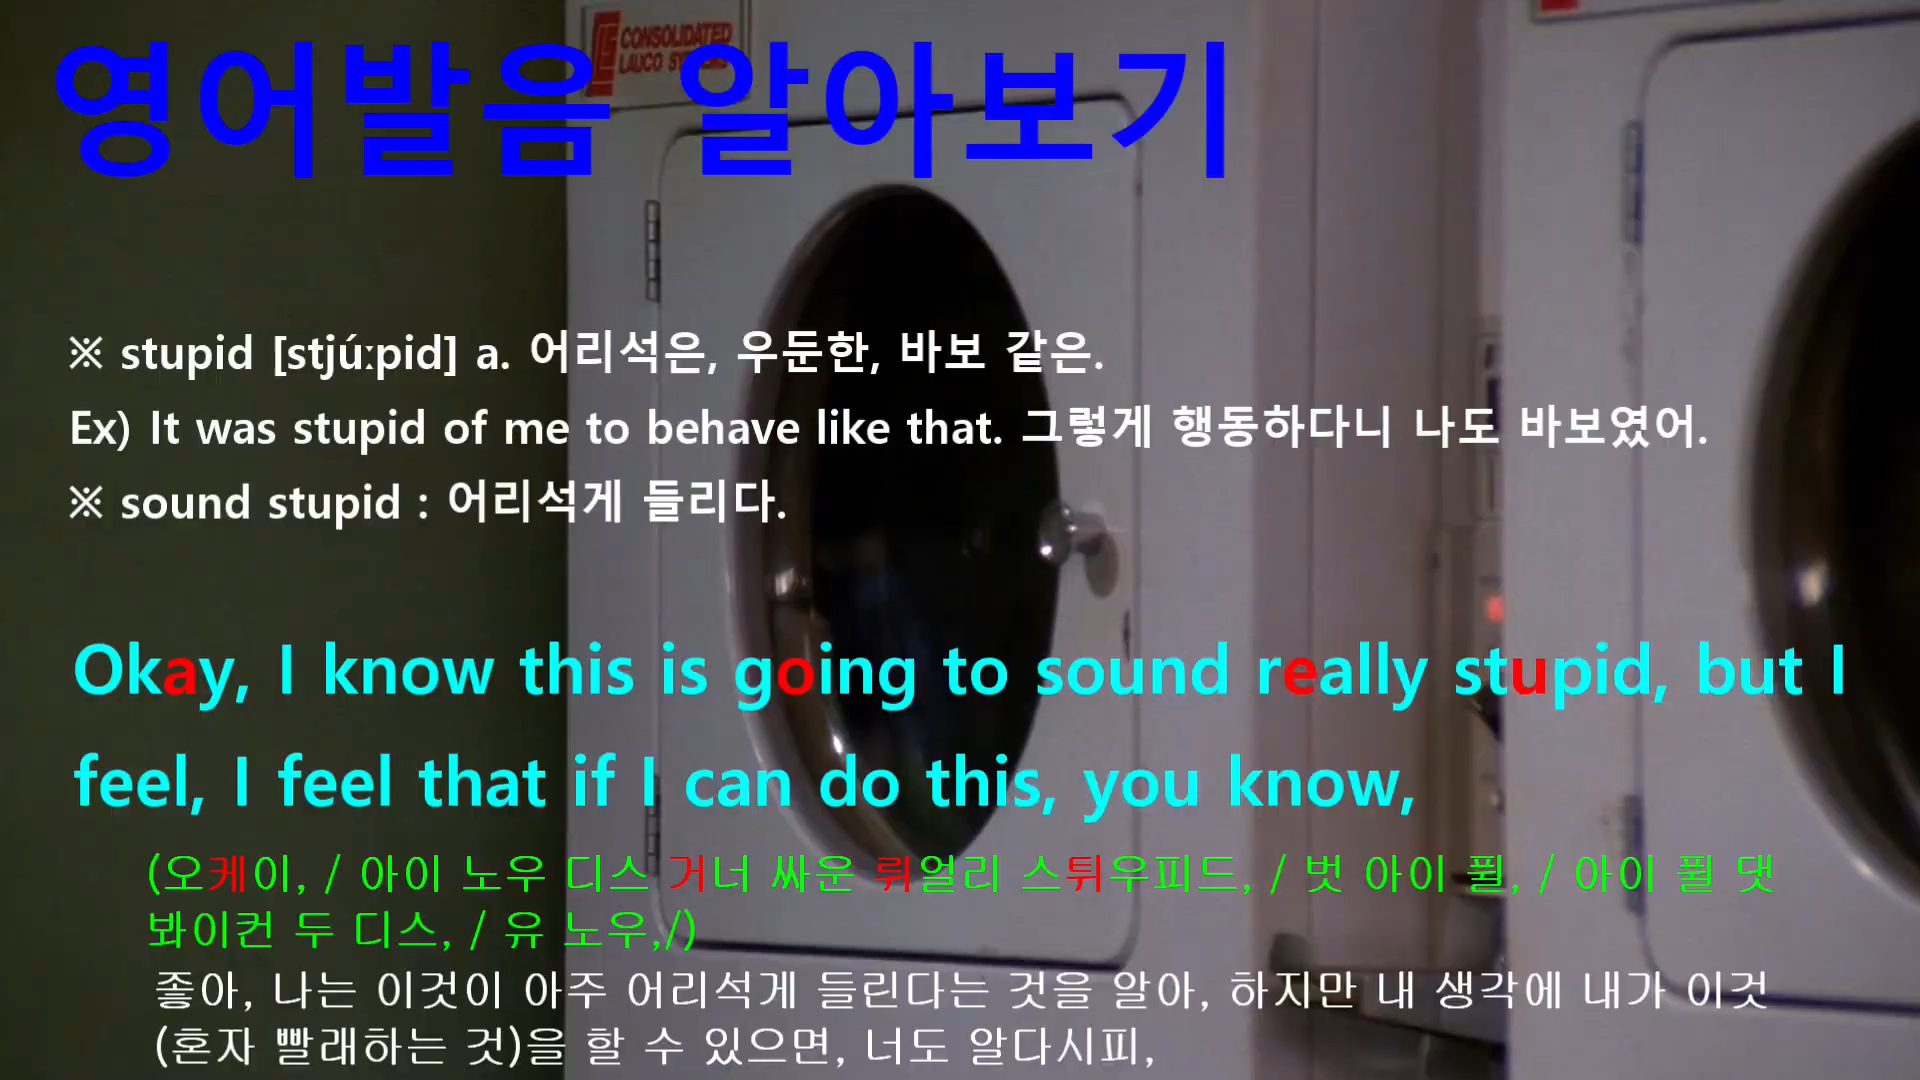 CONSOLIDATED
LAUCO SY
영어발음 알아보기
※ stupid [stjúːpid] a. 어리석은, 우둔한, 바보 같은.
Ex) It was stupid of me to behave like that. 그렇게 행동하다니 나도 바보였어.
※ sound stupid : 어리석게 들리다.
Okay, I know this is going to sound really stupid, but I
feel, I feel that if I can do this, you know,
(오케이, / 아이 노우 디스 거너 싸운 뤼얼리 스튀우피드, / 벗 아이 퓔, / 아이 퓔 댓
봐이컨 두 디스, / 유 노우,/)
좋아, 나는 이것이 아주 어리석게 들린다는 것을 알아, 하지만 내 생각에 내가 이것
(혼자 빨래하는 것)을 할 수 있으면, 너도 알다시피,